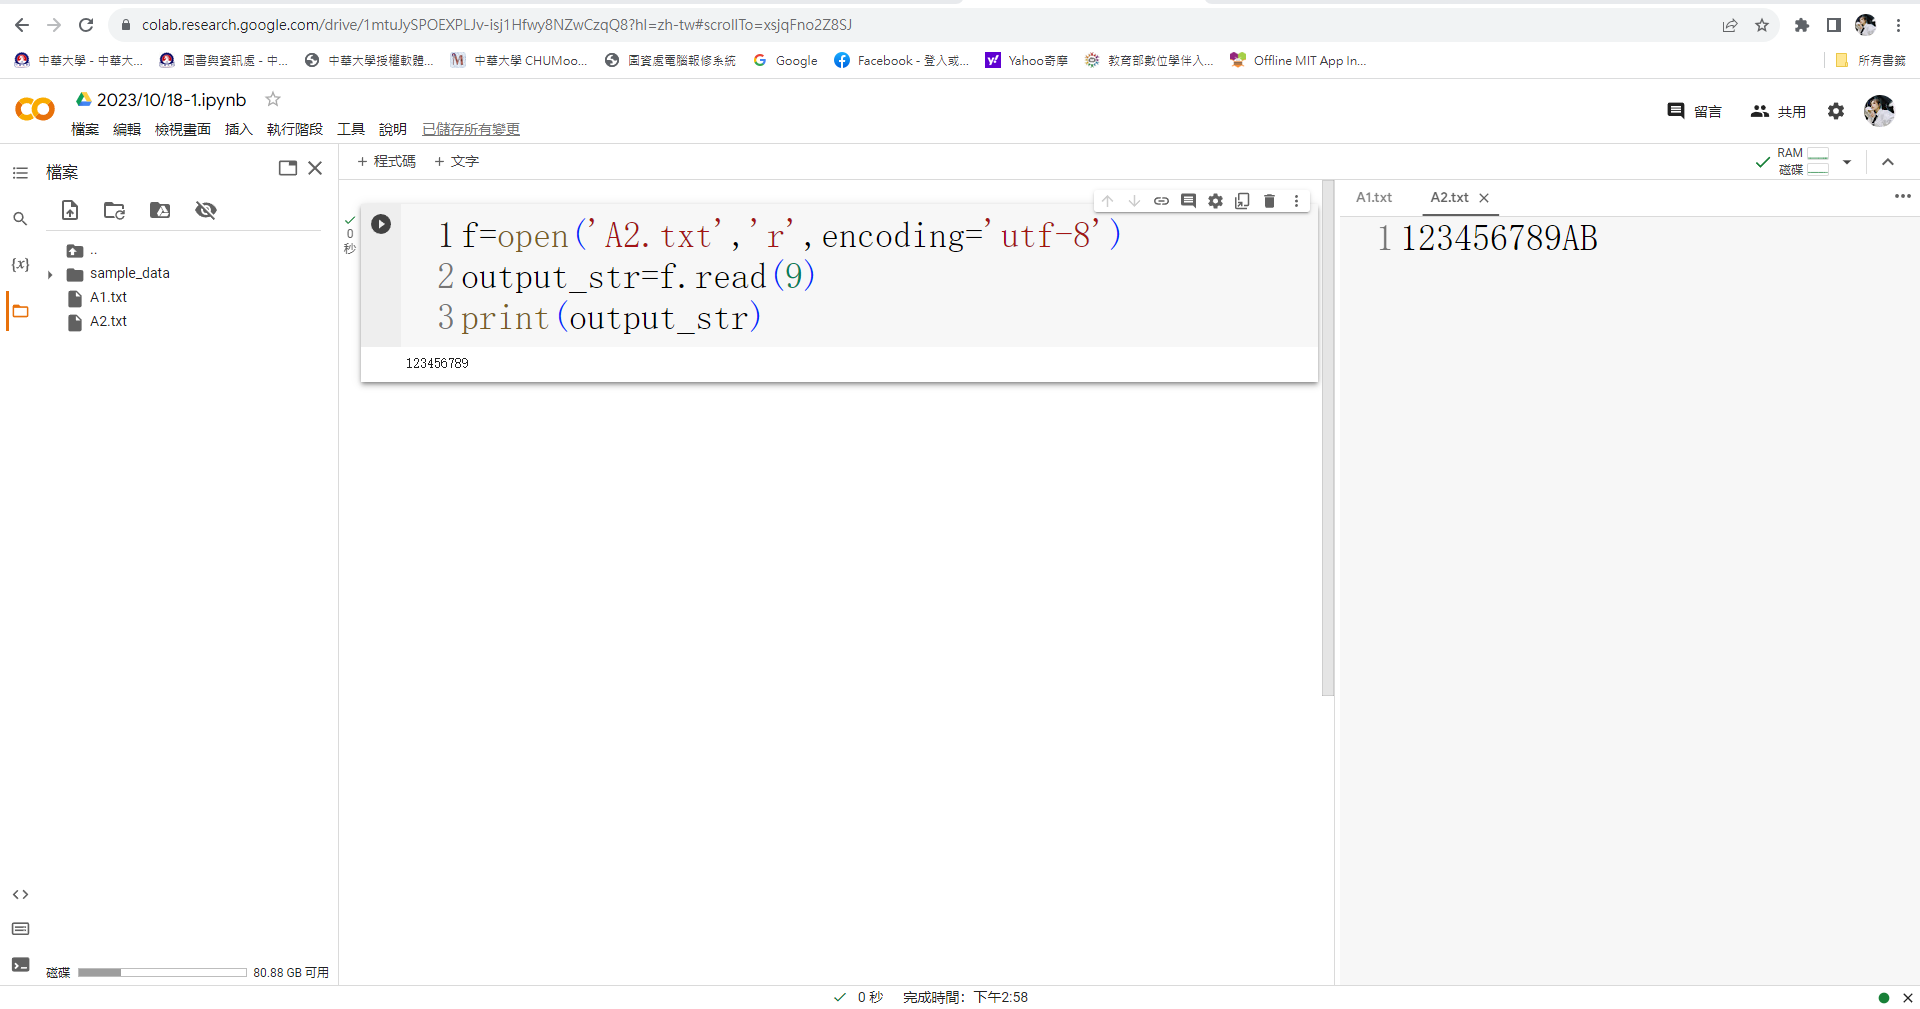 colab.research.google.com/drive/1mtuJySPOEXPLJv-isj1Hfwy8NZwCzqQ8?hl=zh-tw#scrollTo=xsjqFno2Z8SJ
中華大學 - 中華大... 圖書與資訊處 - 中... 中華大學授權軟體... 中華大學 CHUMoo... 圖資處電腦報修系統 Google Facebook - 登入或... Yahoo奇摩 教育部數位學伴入... Offline MIT App In... 所有書籤
2023/10/18-1.ipynb
檔案 編輯 檢視畫面 插入 執行階段 工具 說明 已儲存所有變更
留言 共用
檔案
+ 程式碼 + 文字
RAM
磁碟
..
sample_data
A1.txt
A2.txt
{x}
0
秒
1 f=open('A2.txt','r',encoding='utf-8')
2 output_str=f.read(9)
3 print(output_str)
123456789
A1.txt A2.txt
1 123456789AB
磁碟 80.88 GB 可用
0 秒 完成時間: 下午2:58